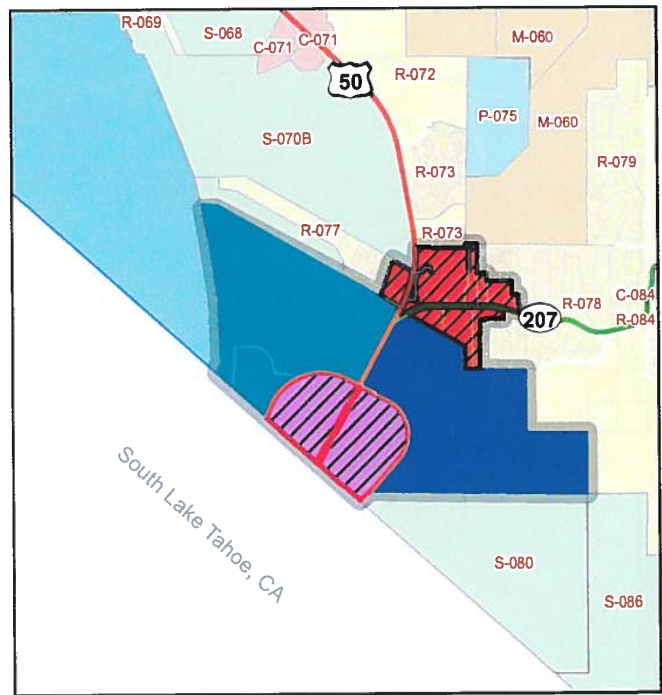 R-069
S-068
C-071
C-071
M-060
50
R-072
P-075
M-060
S-070B
R-073
R-079
R-077
R-073
C-084
R-078
207
R-084
South Lake Tahoe, CA
S-080
S-086